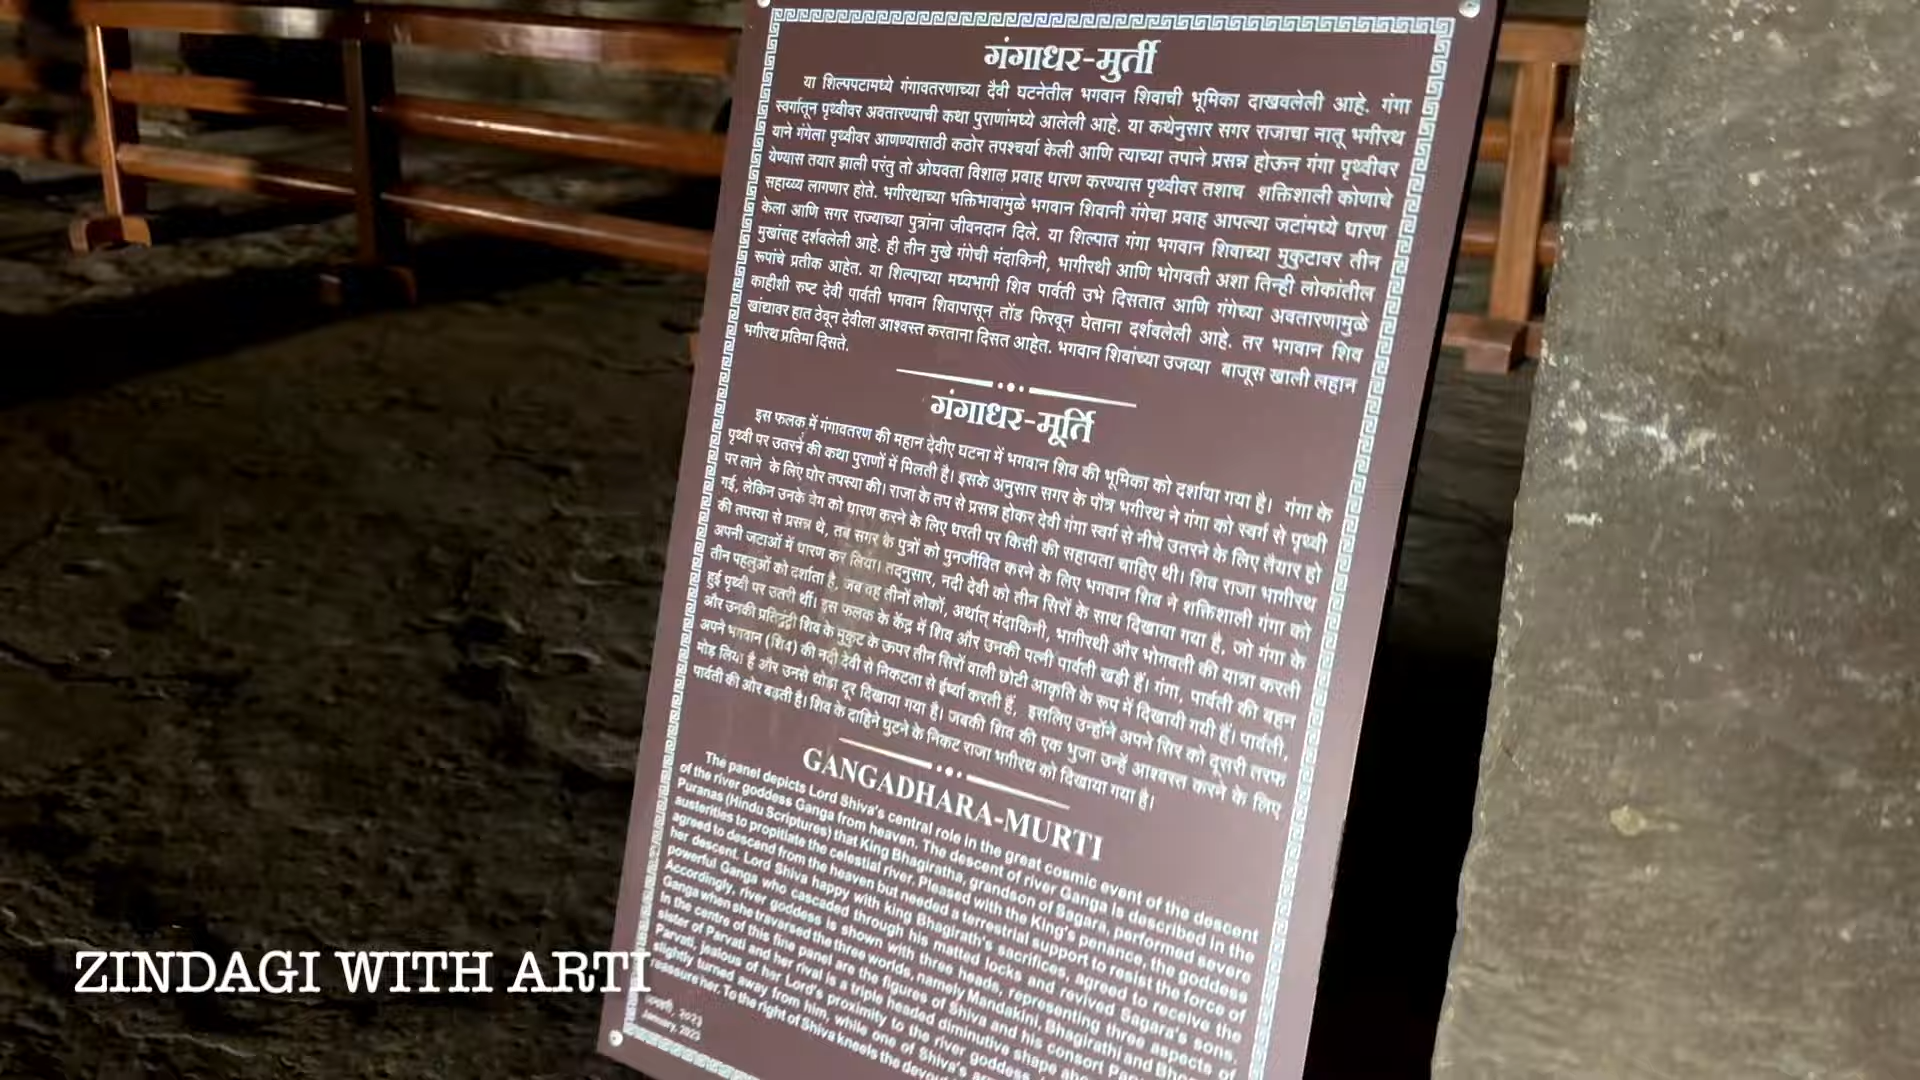 गंगाधर-मुर्ती
या शिल्पपटामध्ये गंगावतरणाच्या दैवी घटनेतील भगवान शिवाची भूमिका दाखवलेली आहे. गंगा
स्वर्गातून पृथ्वीवर अवतारण्याची कथा पुराणांमध्ये आलेली आहे. या कथेनुसार सगर राजाचा नातू भगीरथ
याने गंगेला पृथ्वीवर आणण्यासाठी कठोर तपश्चर्या केली आणि त्याच्या तपाने प्रसन्न होऊन गंगा पृथ्वीवर
येण्यास तयार झाली परंतु तो ओघवता विशाल प्रवाह धारण करण्यास पृथ्वीवर तशाच शक्तिशाली कोणाचे
सहाय्य लागणार होते. भगीरथाच्या भक्तिभावामुळे भगवान शिवानी गंगेचा प्रवाह आपल्या जटांमध्ये धारण
केला आणि सगर राज्याच्या पुत्रांना जीवनदान दिले. या शिल्पात गंगा भगवान शिवाच्या मुकुटावर तीन
मुखांसह दर्शवलेली आहे. ही तीन मुखे गंगेची मंदाकिनी, भागीरथी आणि भोगवती अशा तिन्ही लोकांतील
रूपांचे प्रतीक आहेत. या शिल्पाच्या मध्यभागी शिव पार्वती उभे दिसतात आणि गंगेच्या अवतारणामुळे
काहीशी रुष्ट देवी पार्वती भगवान शिवापासून तोंड फिरवून घेताना दर्शवलेली आहे. तर भगवान शिव
खांद्यावर हात ठेवून देवीला आश्वस्त करताना दिसत आहेत. भगवान शिवांच्या उजव्या बाजूस खाली लहान
भगीरथ प्रतिमा दिसते.
गंगाधर-मूर्ति
इस फलक में गंगावतरण की महान देवीए घटना में भगवान शिव की भूमिका को दर्शाया गया है। गंगा के
पृथ्वी पर उतरने की कथा पुराणों में मिलती है। इसके अनुसार सगर के पौत्र भगीरथ ने गंगा को स्वर्ग से पृथ्वी
पर लाने के लिए घोर तपस्या की। राजा के तप से प्रसन्न होकर देवी गंगा स्वर्ग से नीचे उतरने के लिए तैयार हो
गई, लेकिन उनके वेग को धारण करने के लिए धरती पर किसी की सहायता चाहिए थी। शिव राजा भागीरथ
की तपस्या से प्रसन्न थे, तब सगर के पुत्रों को पुनर्जीवित करने के लिए भगवान शिव ने शक्तिशाली गंगा को
अपनी जटाओं में धारण कर लिया। तदनुसार, नदी देवी को तीन सिरों के साथ दिखाया गया है, जो गंगा के
तीन पहलुओं को दर्शाता है, जब वह तीनों लोकों, अर्थात् मंदाकिनी, भागीरथी और भोगवती की यात्रा करती
हुई पृथ्वी पर उतरी थीं। इस फलक के केंद्र में शिव और उनकी पत्नी पार्वती खड़ी हैं। गंगा, पार्वती की बहन
और उनकी प्रतिद्वंद्वी शिव के मुकुट के ऊपर तीन सिरों वाली छोटी आकृति के रूप में दिखायी गयी हैं। पार्वती,
अपने भगवान (शिव) की नदी देवी से निकटता से ईर्ष्या करती हैं, इसलिए उन्होंने अपने सिर को दूसरी तरफ
मोड़ लिया है और उनसे थोड़ा दूर दिखाया गया है। जबकी शिव की एक भुजा उन्हें आश्वस्त करने के लिए
पार्वती की ओर बढ़ती है। शिव के दाहिने घुटने के निकट राजा भगीरथ को दिखाया गया है।
GANGADHARA-MURTI
The panel depicts Lord Shiva's central role in the great cosmic event of the descent
of the river goddess Ganga from heaven. The descent of river Ganga is described in the
Puranas (Hindu Scriptures) that King Bhagiratha, grandson of Sagara, performed severe
austerities to propitiate the celestial river. Pleased with the King's penance, the goddess
agreed to descend from the heaven but needed a terrestrial support to resist the force of
her descent. Lord Shiva happy with king Bhagirath's sacrifices, agreed to receive the
powerful Ganga who cascaded through his matted locks and revived Sagara's sons.
Accordingly, river goddess is shown with three heads, representing three aspects of
Ganga when she traversed the three worlds, namely Mandakini, Bhagirathi and
In the centre of this fine panel are the figures of Shiva and his consort
sister of Parvati and her rival is a triple headed diminutive shape
Parvati, jealous of her Lord's proximity to the river
slightly turned away from him, while one of Shiva's
reassure her. To the right of Shiva kneels the
2023
January, 2023
ZINDAGI WITH ARTI